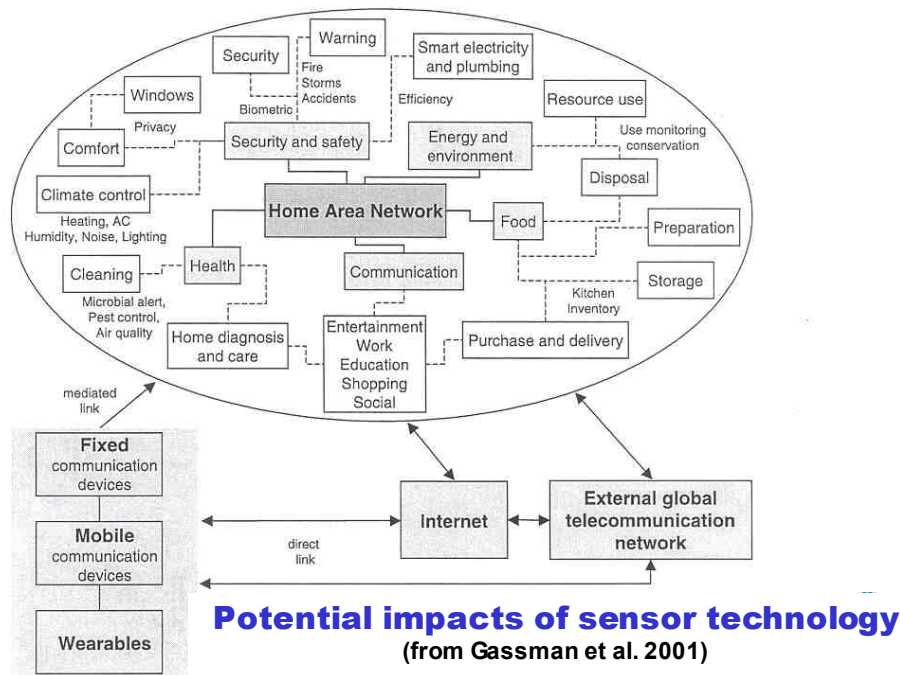 Warning
Security
Smart electricity
and plumbing
Fire
Storms
Accidents
Windows
Biometric
Efficiency
Resource use
Privacy
Security and safety
Energy and
environment
Use monitoring
conservation
Comfort
Disposal
Climate control
Home Area Network
Food
Preparation
Heating, AC
Humidity, Noise, Lighting
Cleaning
Health
Communication
Storage
Microbial alert,
Pest control,
Air quality
Kitchen
Inventory
Home diagnosis
and care
Entertainment
Work
Education
Shopping
Social
Purchase and delivery
mediated
link
Fixed
communication
devices
Internet
External global
telecommunication
network
Mobile
communication
devices
direct
link
Wearables
Potential impacts of sensor technology
(from Gassman et al. 2001)